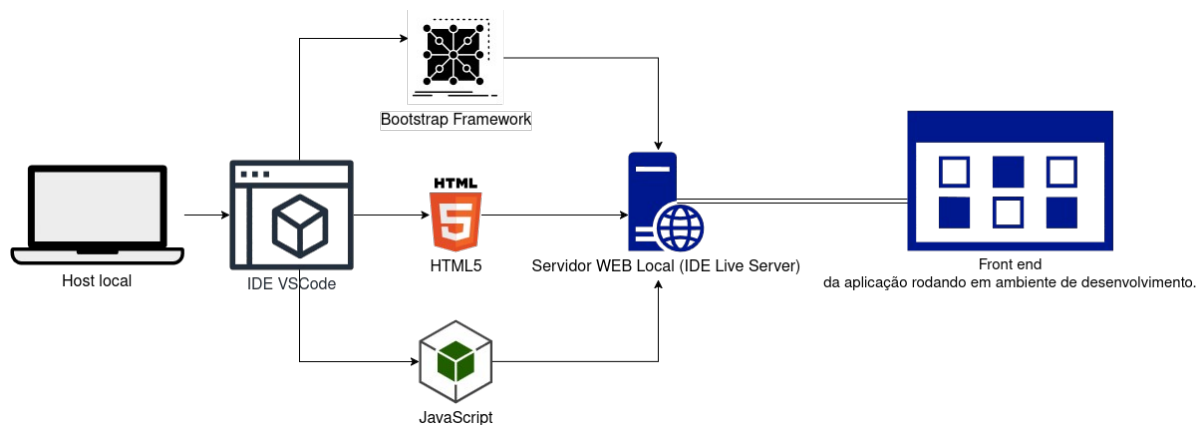 Bootstrap Framework
HTML
5
Host local
IDE VSCode
HTML5
Servidor WEB Local (IDE Live Server)
Front end
da aplicação rodando em ambiente de desenvolvimento.
JavaScript